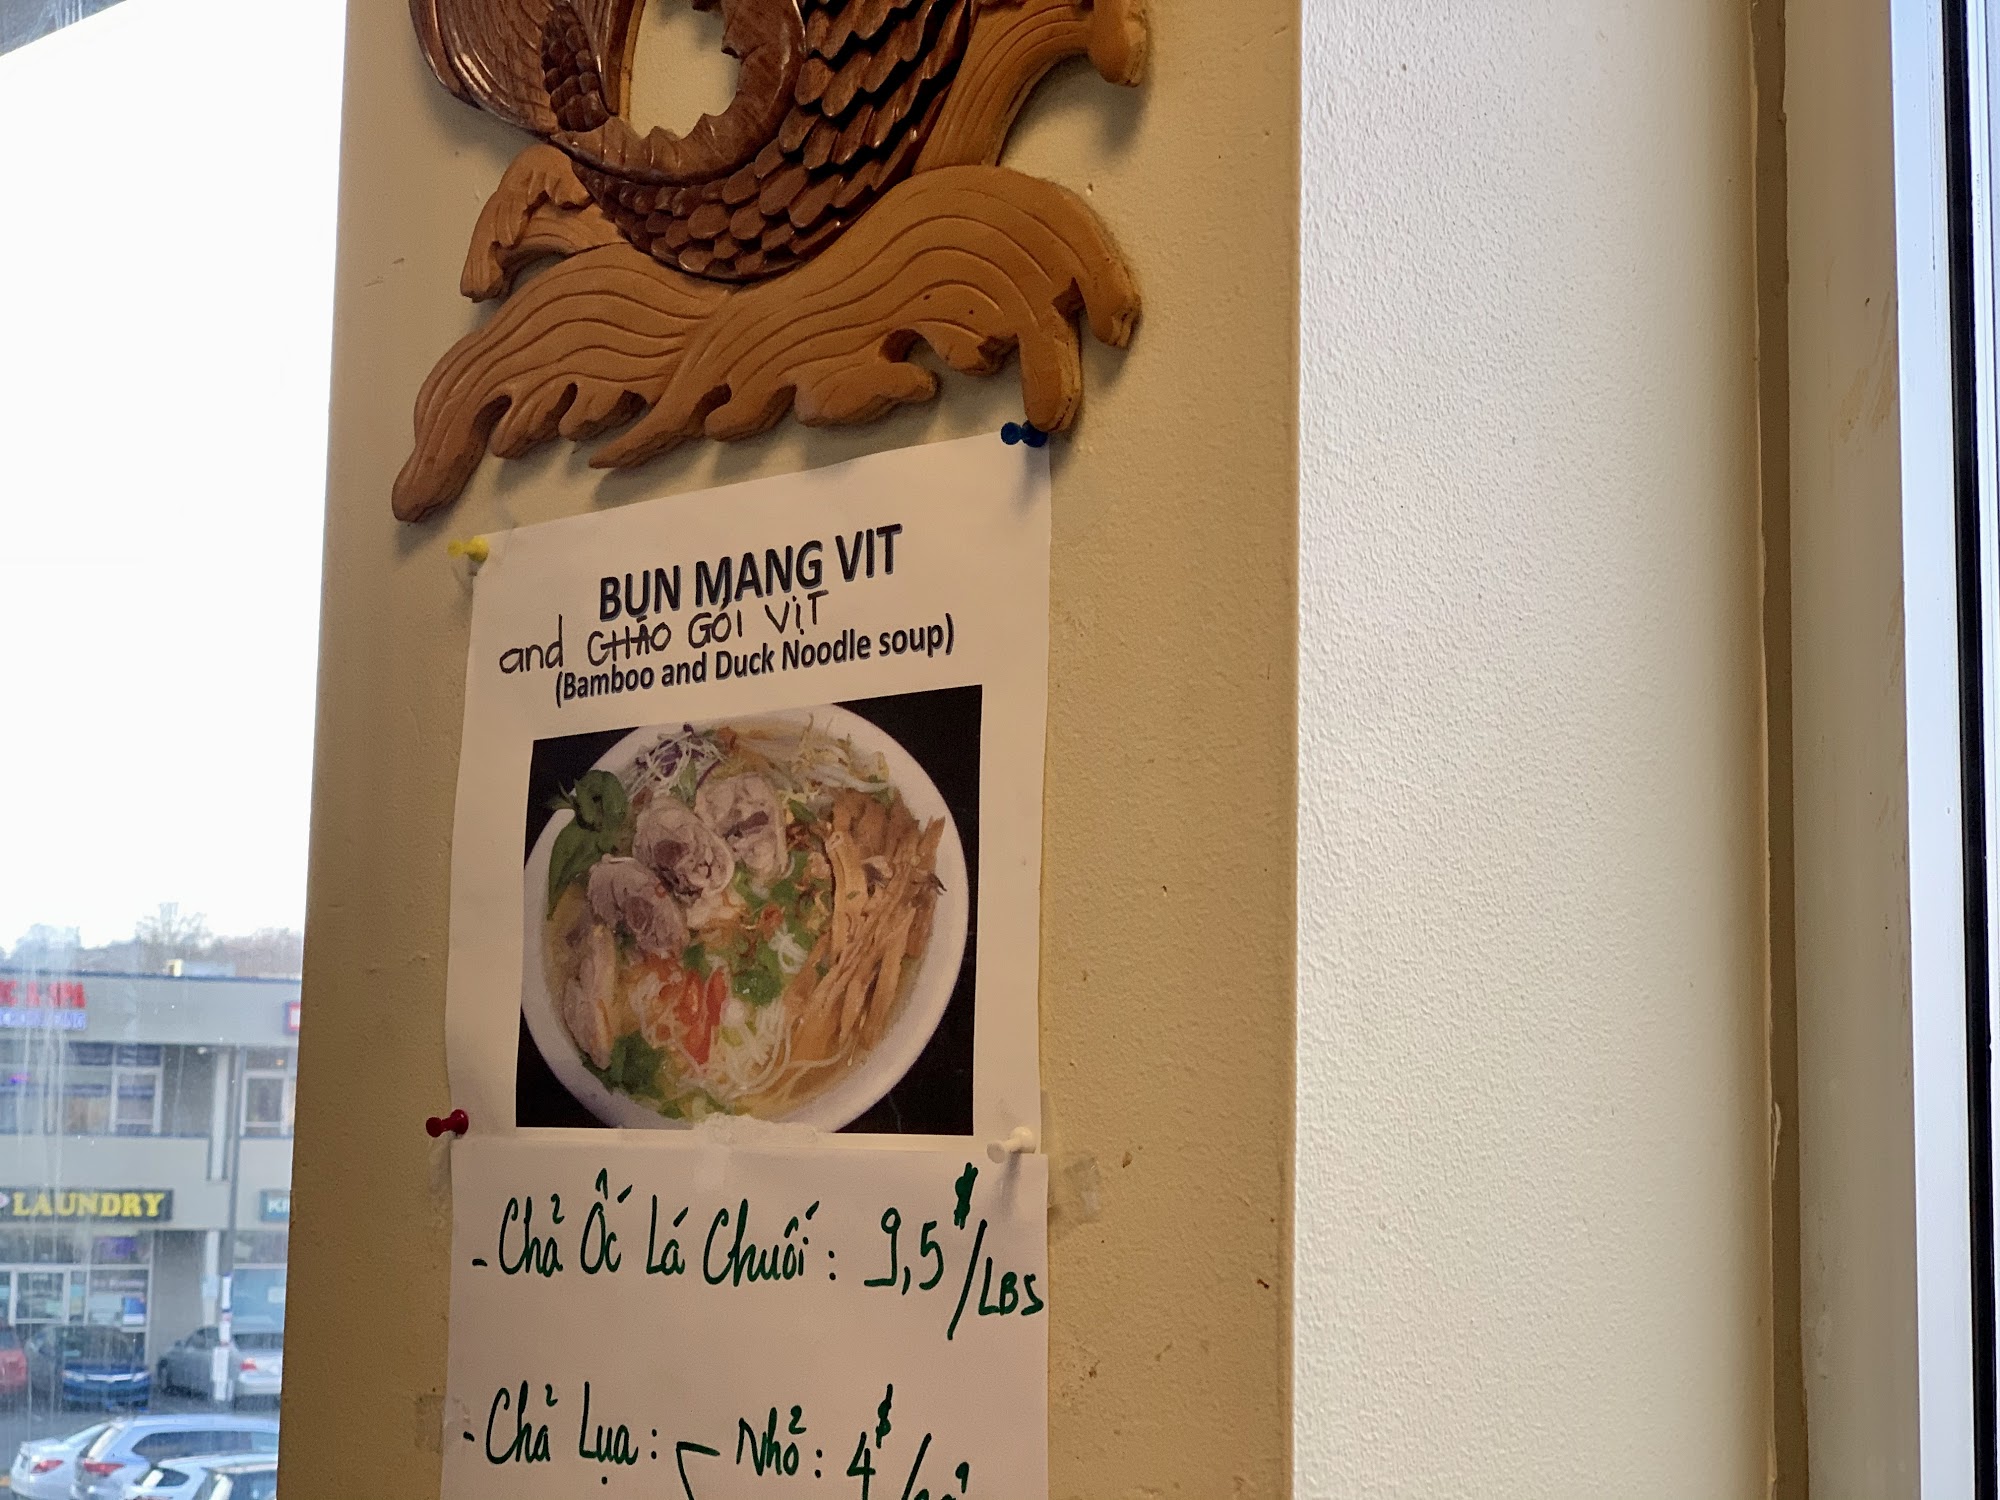 BUN MANG VIT
and CHÁO GỎI VỊT
(Bamboo and Duck Noodle soup)
- Chả Ốc Lá Chuối : 9,5$/LBS
- Chả Lụa : Nhỏ : 4$/
LAUNDRY